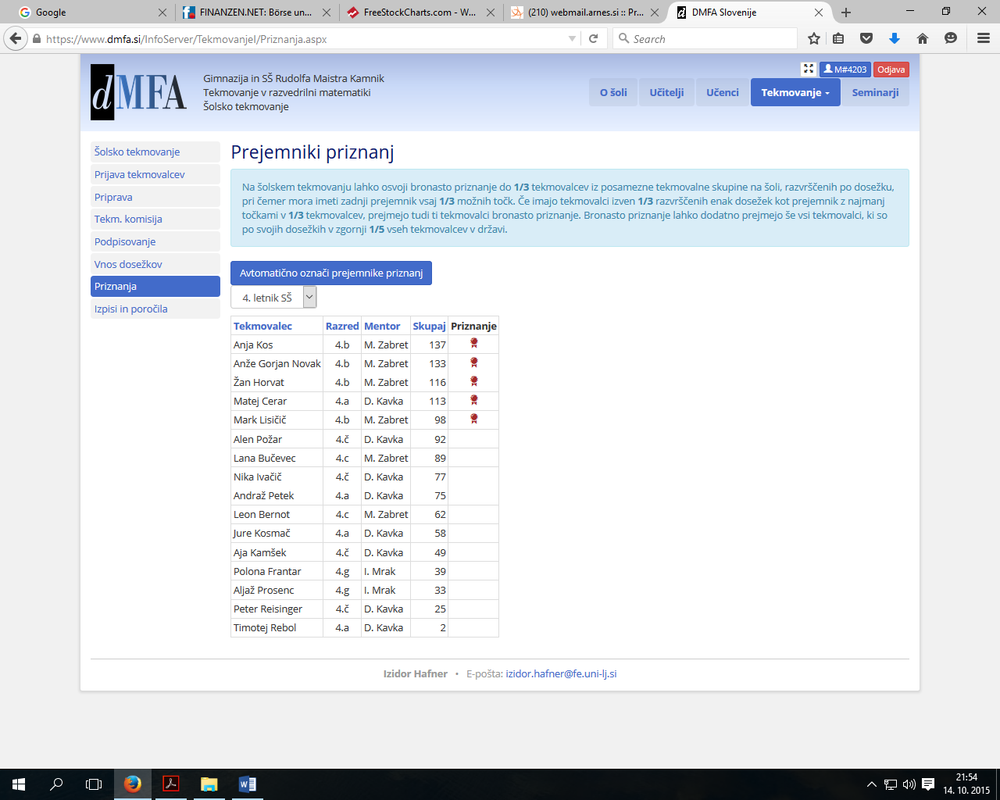 Google
FINANZEN.NET: Börse un...
FreeStockCharts.com - W...
(210) webmail.arnes.si :: Pr...
DMFA Slovenije
https://www.dmfa.si/InfoServer/TekmovanjeI/Priznanja.aspx
Search
dMFA
Gimnazija in SŠ Rudolfa Maistra Kamnik
Tekmovanje v razvedrilni matematiki
Šolsko tekmovanje
M#4203
Odjava
O šoli
Učitelji
Učenci
Tekmovanje
Seminarji
Šolsko tekmovanje
Prijava tekmovalcev
Priprava
Tekm. komisija
Podpisovanje
Vnos dosežkov
Priznanja
Izpisi in poročila
Prejemniki priznanj
Na šolskem tekmovanju lahko osvoji bronasto priznanje do 1/3 tekmovalcev iz posamezne tekmovalne skupine na šoli, razvrščenih po dosežku,
pri čemer mora imeti zadnji prejemnik vsaj 1/3 možnih točk. Če imajo tekmovalci izven 1/3 razvrščenih enak dosežek kot prejemnik z najmanj
točkami v 1/3 tekmovalcev, prejmejo tudi ti tekmovalci bronasto priznanje. Bronasto priznanje lahko dodatno prejmejo še vsi tekmovalci, ki so
po svojih dosežkih v zgornji 1/5 vseh tekmovalcev v državi.
Avtomatično označi prejemnike priznanj
4. letnik SŠ
Tekmovalec Razred Mentor Skupaj Priznanje
Anja Kos 4.b M. Zabret 137
Anže Gorjan Novak 4.b M. Zabret 133
Žan Horvat 4.b M. Zabret 116
Matej Cerar 4.a D. Kavka 113
Mark Lisičič 4.b M. Zabret 98
Alen Požar 4.č D. Kavka 92
Lana Bučevec 4.c M. Zabret 89
Nika Ivačič 4.č D. Kavka 77
Andraž Petek 4.a D. Kavka 75
Leon Bernot 4.c M. Zabret 62
Jure Kosmač 4.a D. Kavka 58
Aja Kamšek 4.č D. Kavka 49
Polona Frantar 4.g I. Mrak 39
Aljaž Prosenc 4.g I. Mrak 33
Peter Reisinger 4.č D. Kavka 25
Timotej Rebol 4.a D. Kavka 2
Izidor Hafner • E-pošta: izidor.hafner@fe.uni-lj.si
21:54
14. 10. 2015